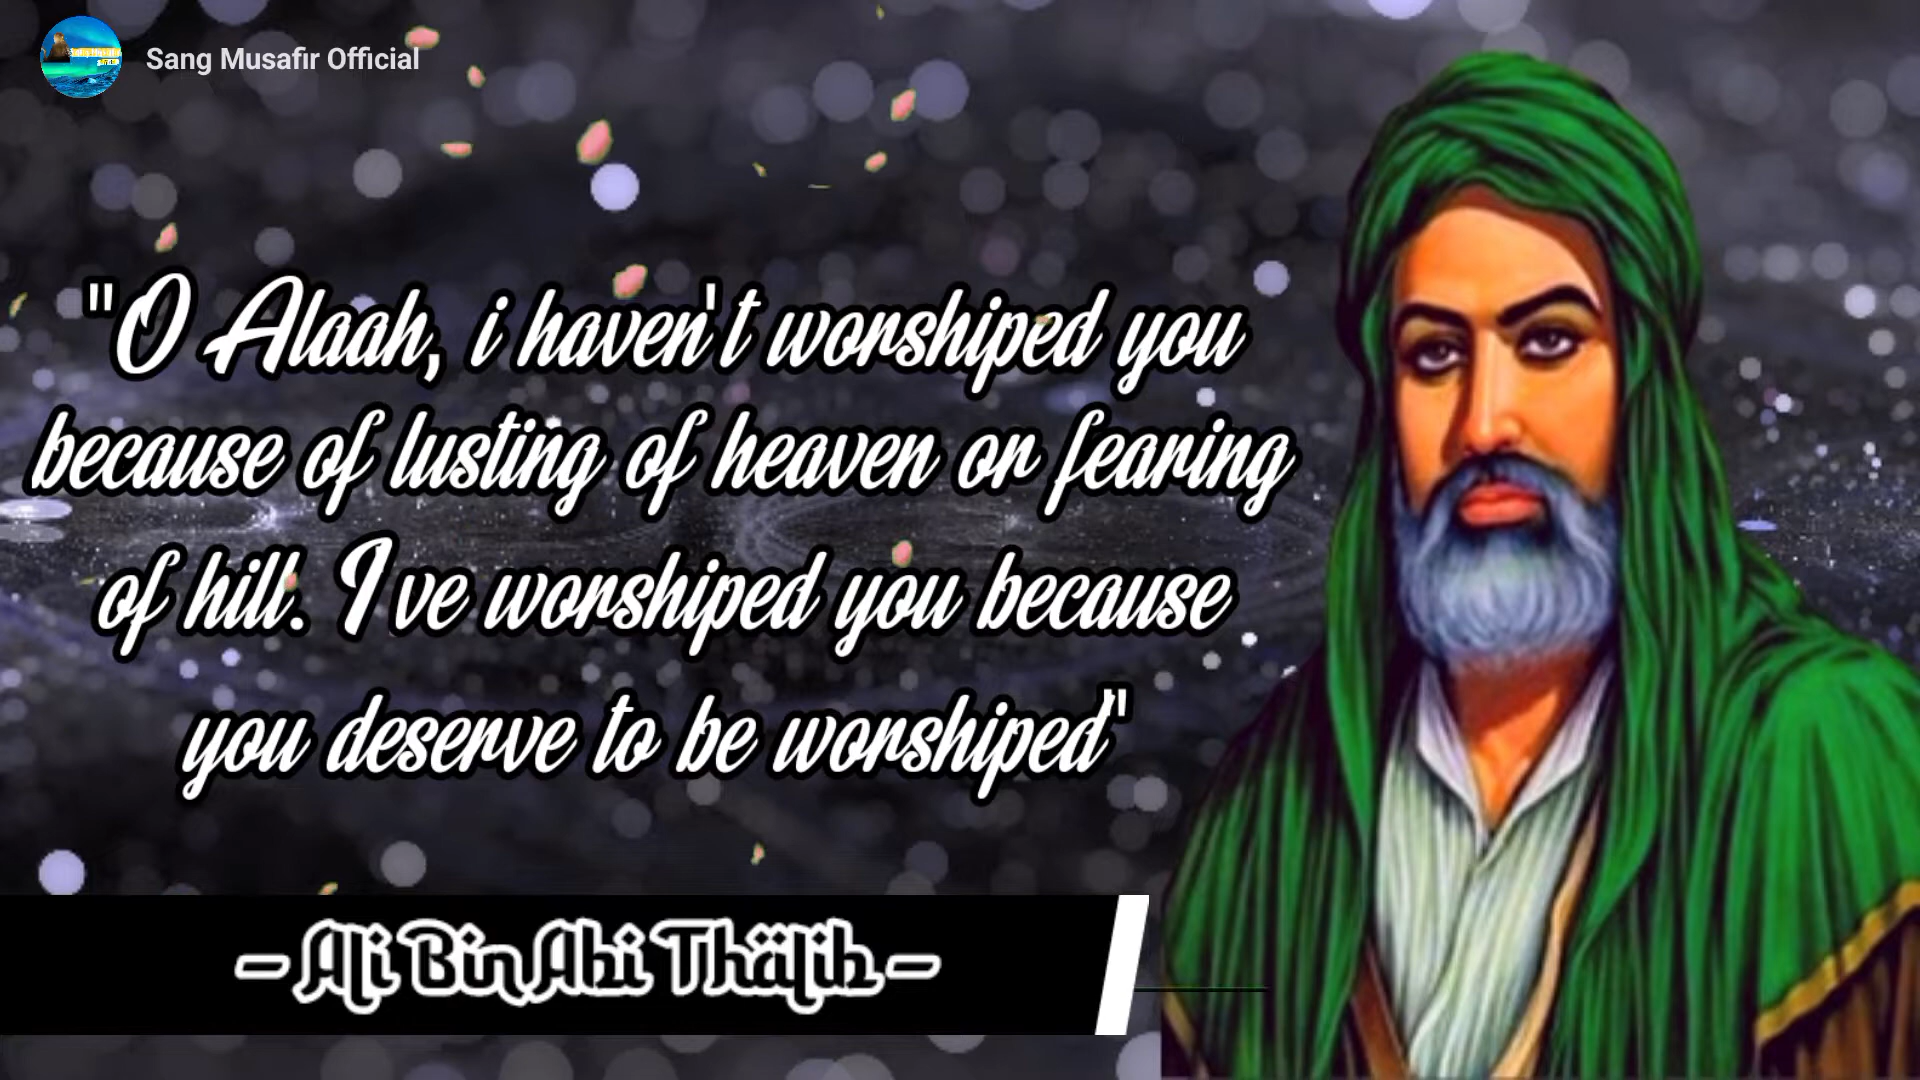 Sang Musafir Official
"O Alaah, i haven't worshiped you
because of lusting of heaven or fearing
of hill. I've worshiped you because
you deserve to be worshiped"
– Ali Bin Abi Thälib –